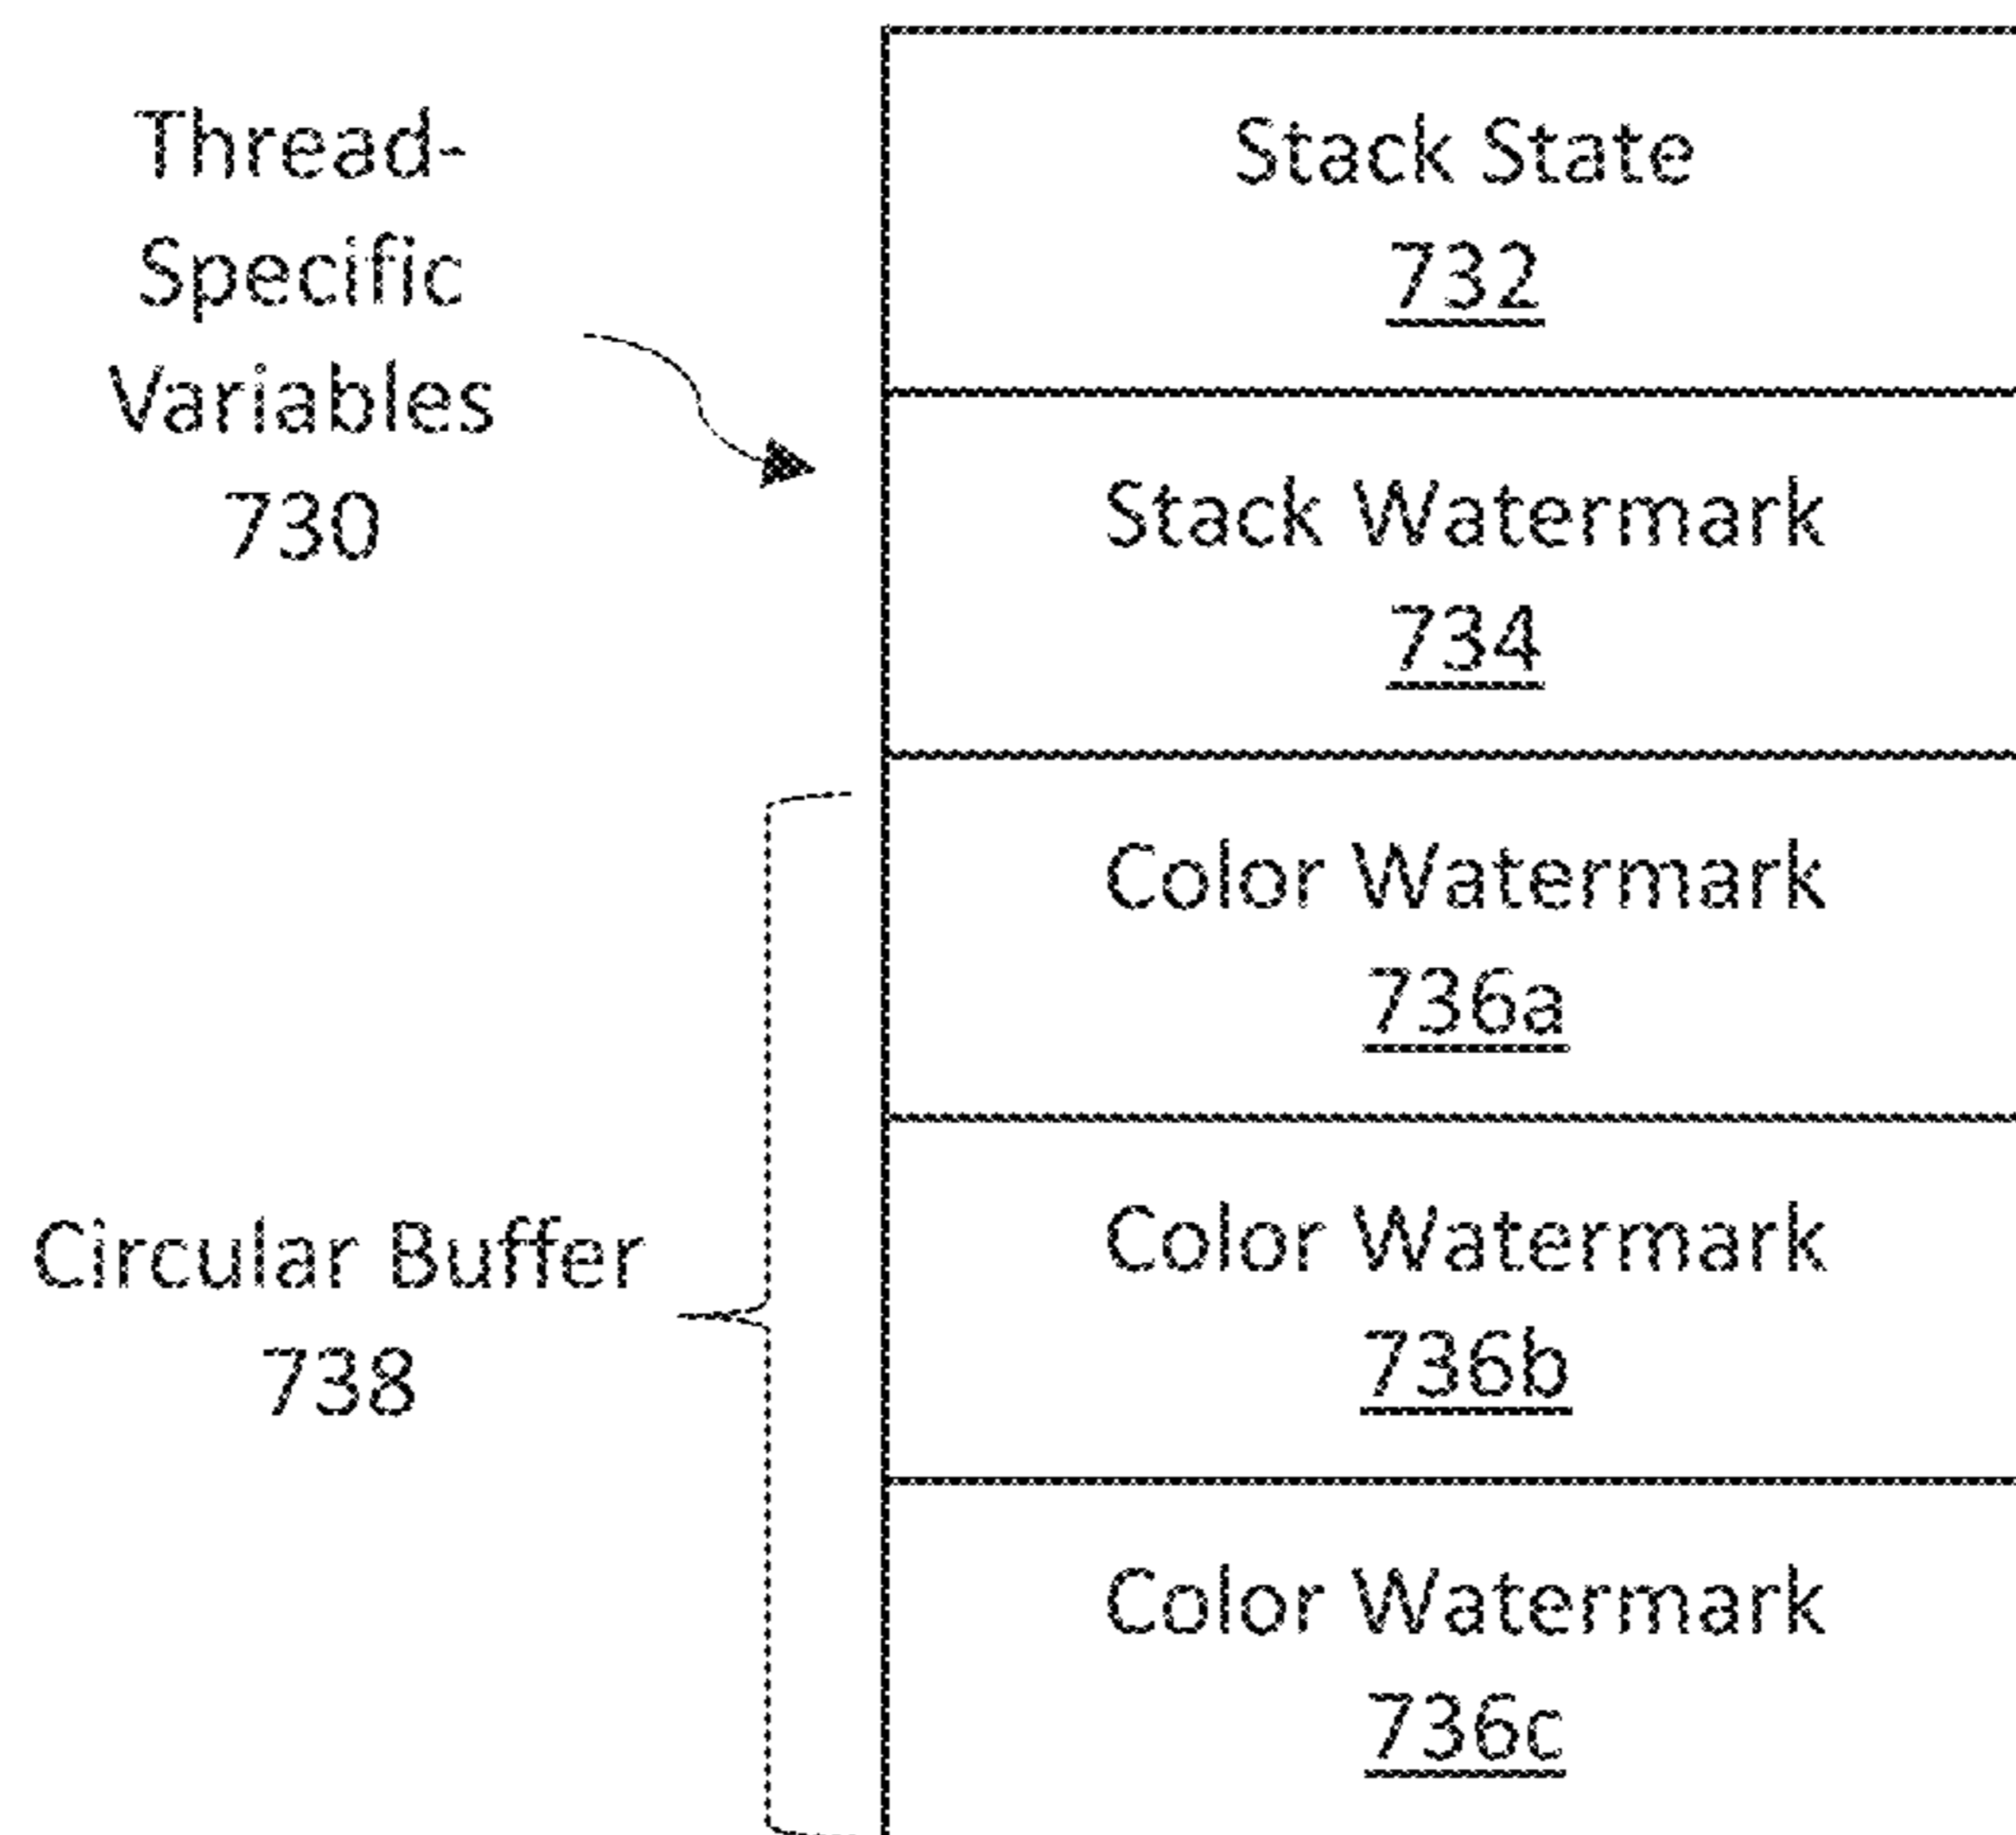 Thread-
Specific
Variables
730
Stack State
732
Stack Watermark
734
Color Watermark
736a
Circular Buffer
738
Color Watermark
736b
Color Watermark
736c